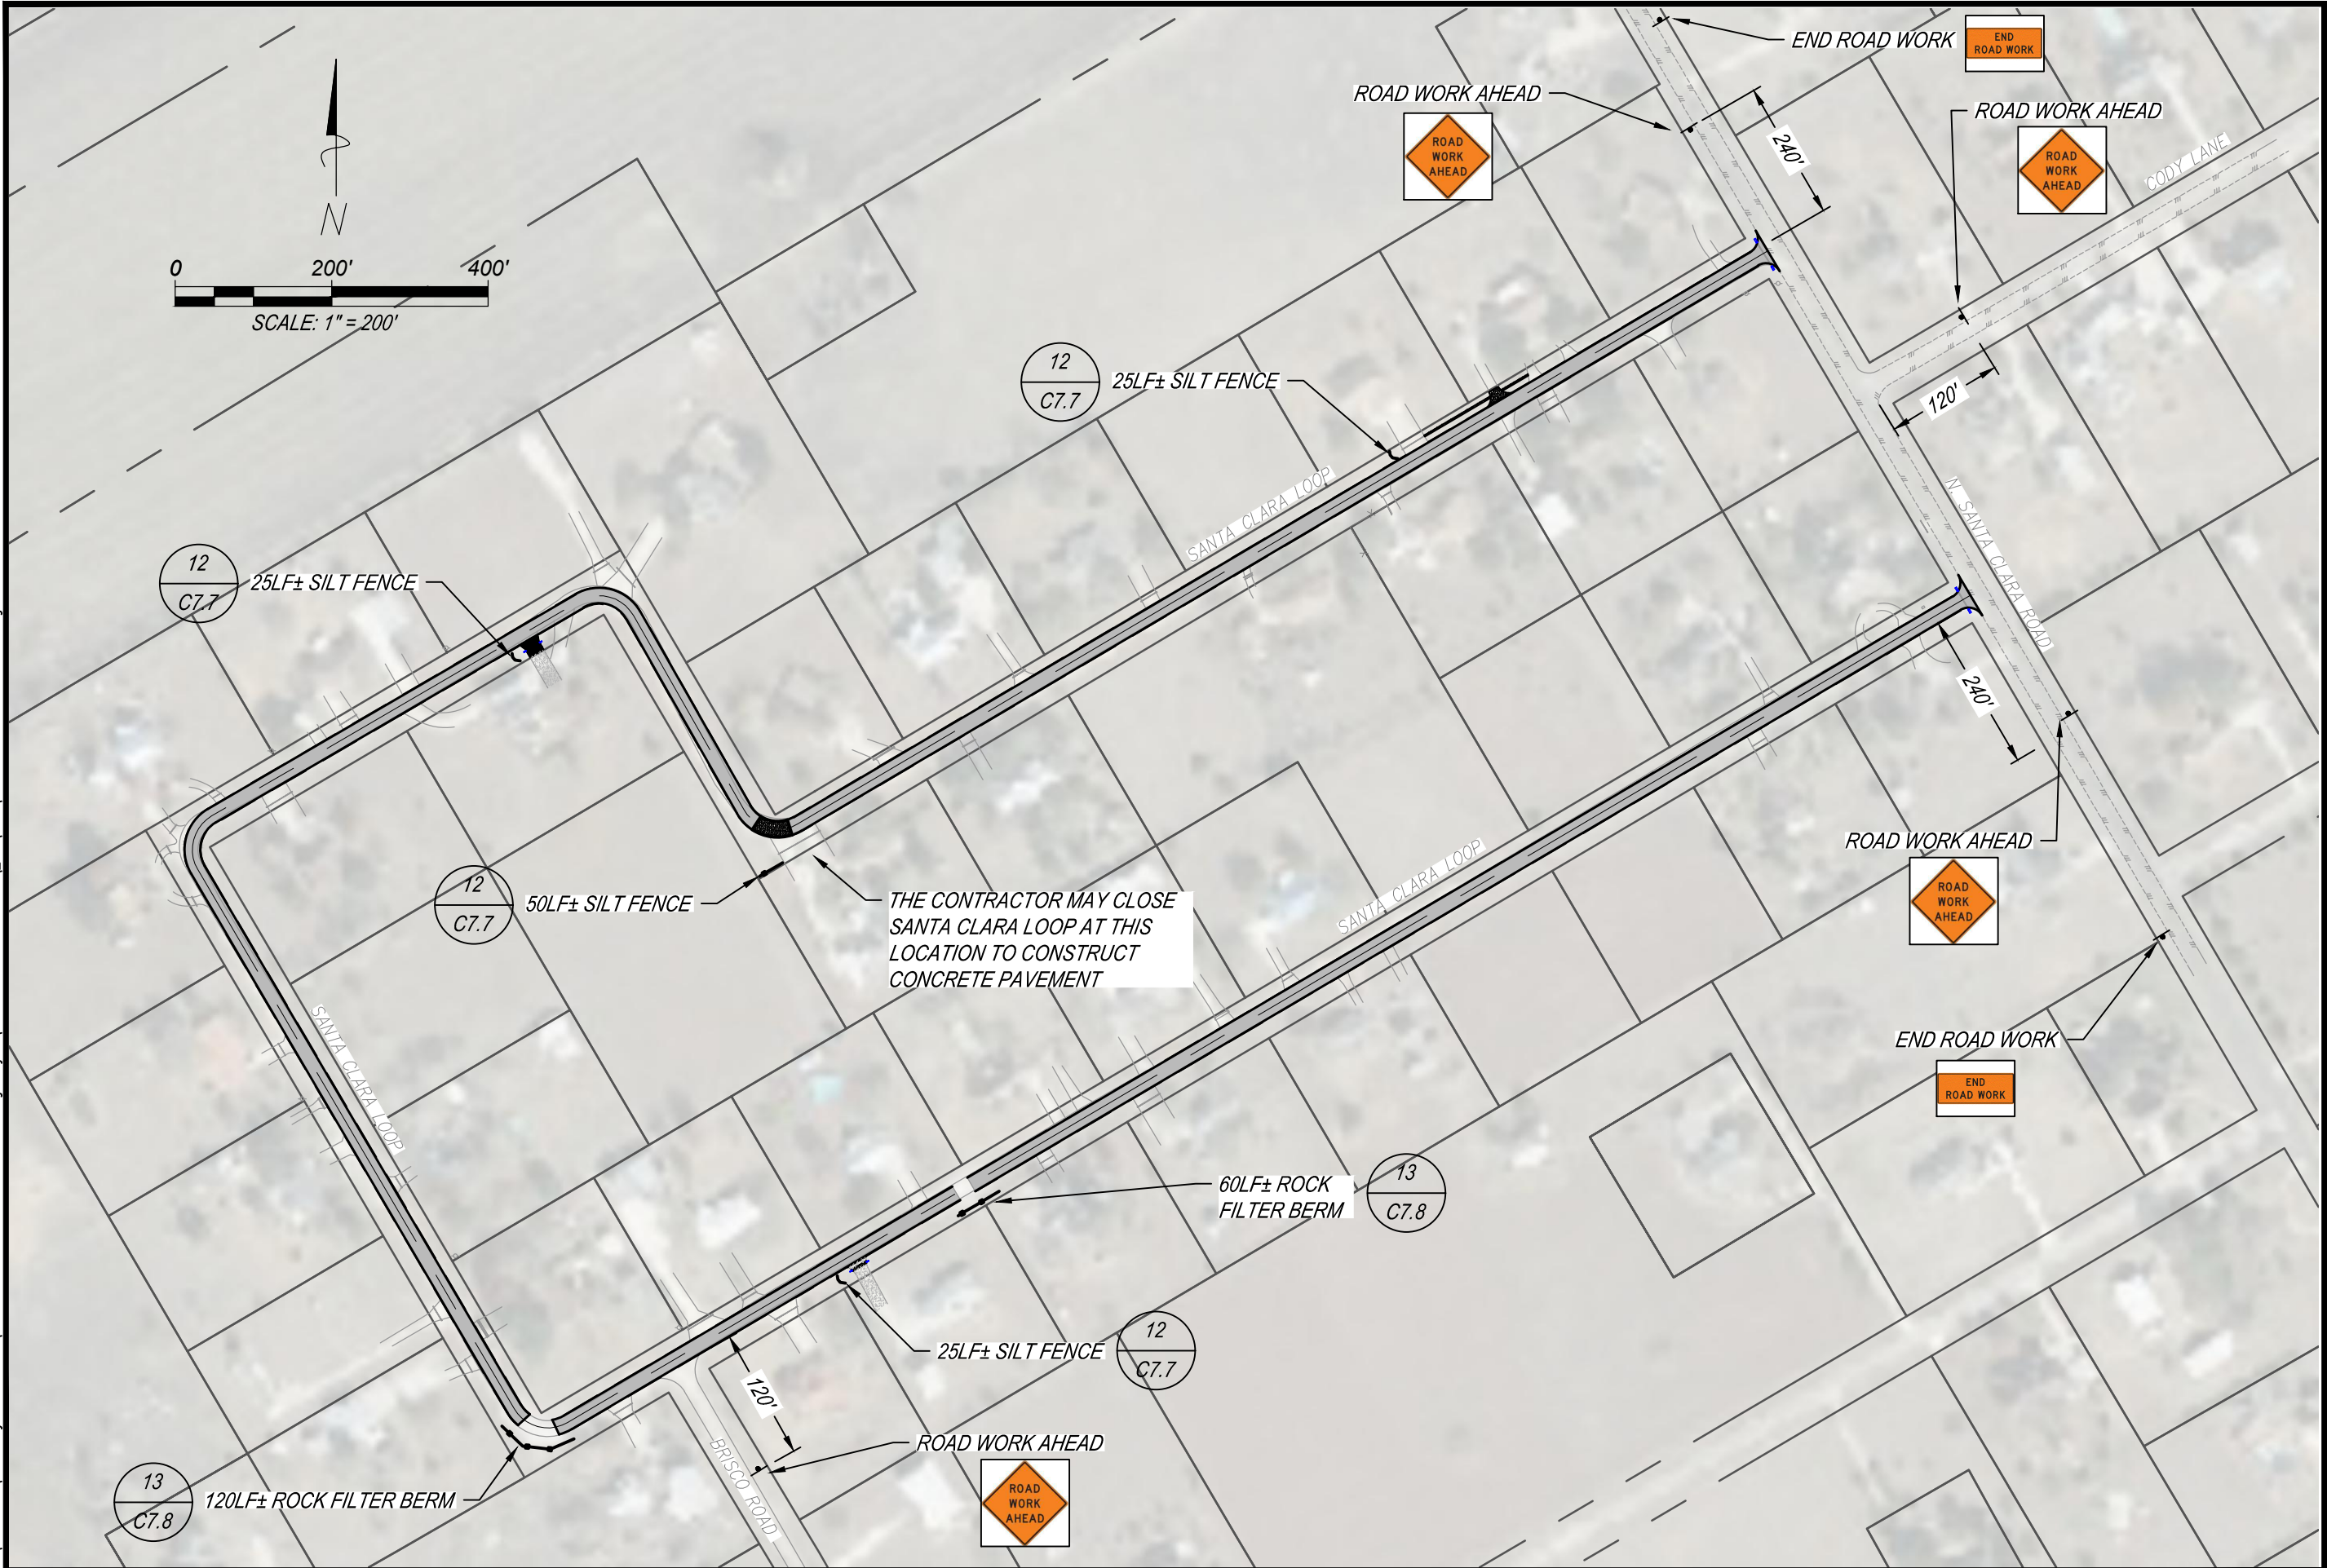 END ROAD WORK
END
ROAD WORK
ROAD WORK AHEAD
ROAD
WORK
AHEAD
ROAD WORK AHEAD
ROAD
WORK
AHEAD
240'
CODY LANE
N
0 200' 400'
SCALE: 1" = 200'
12
C7.7
25LF± SILT FENCE
120'
SANTA CLARA LOOP
N. SANTA CLARA ROAD
12
C7.7
25LF± SILT FENCE
240'
ROAD WORK AHEAD
ROAD
WORK
AHEAD
12
C7.7
50LF± SILT FENCE
THE CONTRACTOR MAY CLOSE
SANTA CLARA LOOP AT THIS
LOCATION TO CONSTRUCT
CONCRETE PAVEMENT
SANTA CLARA LOOP
SANTA CLARA LOOP
END ROAD WORK
END
ROAD WORK
60LF± ROCK
FILTER BERM
13
C7.8
25LF± SILT FENCE
12
C7.7
120'
ROAD WORK AHEAD
ROAD
WORK
AHEAD
BRISCO ROAD
13
C7.8
120LF± ROCK FILTER BERM